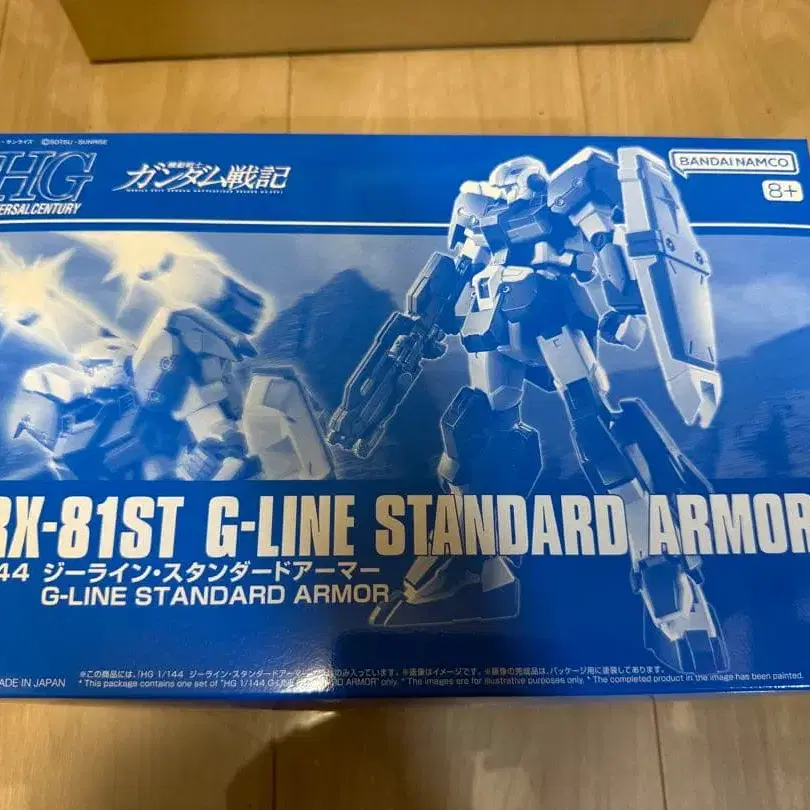 ・サンライズ ©SOTSU・SUNRISE
HG
ERSAL CENTURY
機動戦士
ガンダム戦記
BANDAI NAMCO
8+
RX-81ST G-LINE STANDARD ARMOR
44 ジーライン・スタンダードアーマー
G-LINE STANDARD ARMOR
MADE IN JAPAN
※この商品には、「HG 1/144 ジーライン・スタンダードアーマー のみ入っています。※画像はイメージです。※画像の完成品は、パッケージ用に塗装してあります。
* This package contains one set of "HG 1/144 G-LINE STANDARD ARMOR" only. * The images are for illustrative purposes only. * The completed product in the image has been painted.